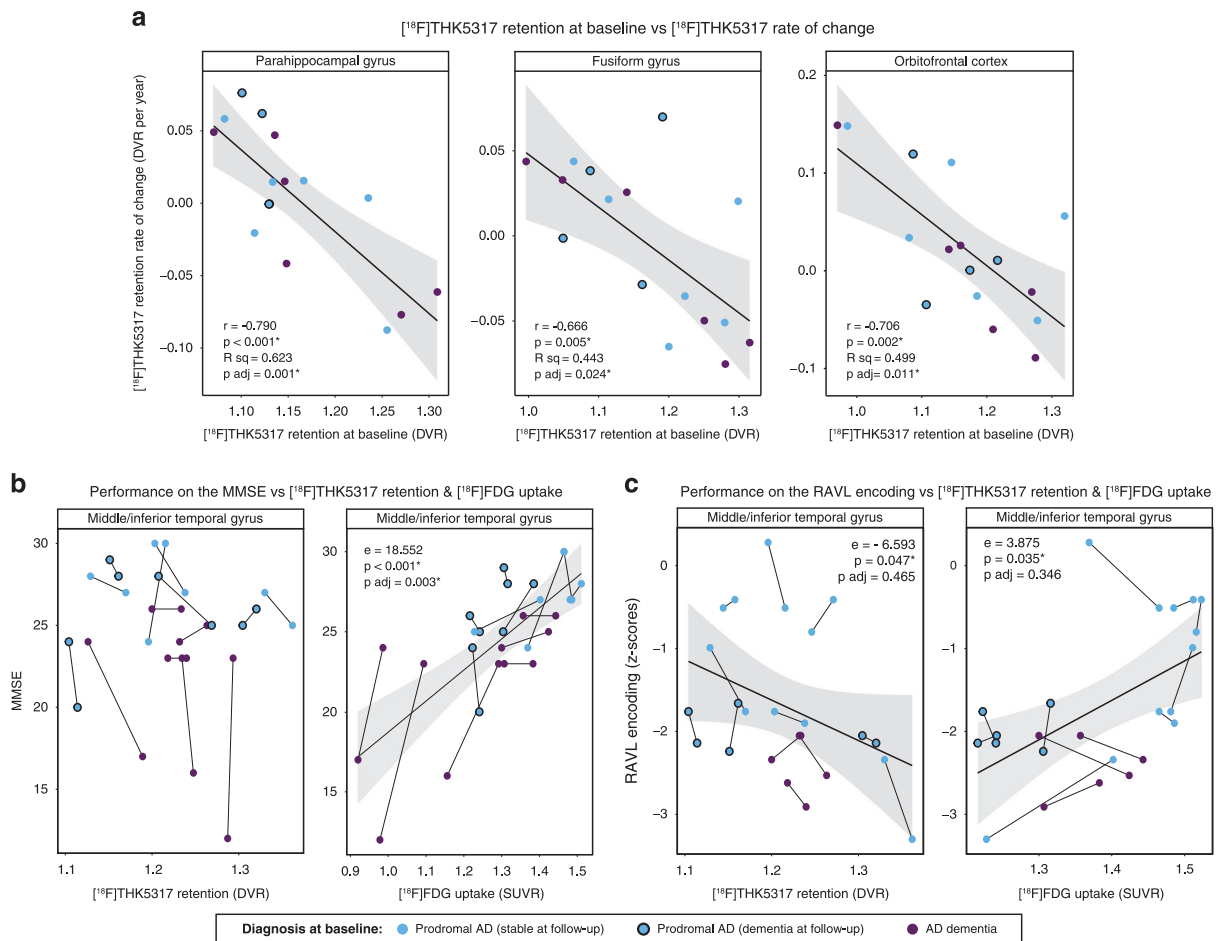 a
[¹⁸F]THK5317 retention at baseline vs [¹⁸F]THK5317 rate of change
Parahippocampal gyrus
Fusiform gyrus
Orbitofrontal cortex
[¹⁸F]THK5317 retention rate of change (DVR per year)
0.05
0.00
−0.05
−0.10
r = -0.790
p < 0.001*
R sq = 0.623
p adj = 0.001*
1.10
1.15
1.20
1.25
1.30
[¹⁸F]THK5317 retention at baseline (DVR)
0.05
0.00
−0.05
r = -0.666
p = 0.005*
R sq = 0.443
p adj = 0.024*
1.0
1.1
1.2
1.3
[¹⁸F]THK5317 retention at baseline (DVR)
0.2
0.1
0.0
−0.1
r = -0.706
p = 0.002*
R sq = 0.499
p adj= 0.011*
1.0
1.1
1.2
1.3
[¹⁸F]THK5317 retention at baseline (DVR)
b
Performance on the MMSE vs [¹⁸F]THK5317 retention & [¹⁸F]FDG uptake
Middle/inferior temporal gyrus
Middle/inferior temporal gyrus
MMSE
30
25
20
15
1.1
1.2
1.3
[¹⁸F]THK5317 retention (DVR)
30
25
20
15
e = 18.552
p < 0.001*
p adj = 0.003*
0.9
1.0
1.1
1.2
1.3
1.4
1.5
[¹⁸F]FDG uptake (SUVR)
c
Performance on the RAVL encoding vs [¹⁸F]THK5317 retention & [¹⁸F]FDG uptake
Middle/inferior temporal gyrus
Middle/inferior temporal gyrus
RAVL encoding (z-scores)
0
−1
−2
−3
e = - 6.593
p = 0.047*
p adj = 0.465
1.1
1.2
1.3
[¹⁸F]THK5317 retention (DVR)
0
−1
−2
−3
e = 3.875
p = 0.035*
p adj = 0.346
1.3
1.4
1.5
[¹⁸F]FDG uptake (SUVR)
Diagnosis at baseline:
Prodromal AD (stable at follow-up)
Prodromal AD (dementia at follow-up)
AD dementia